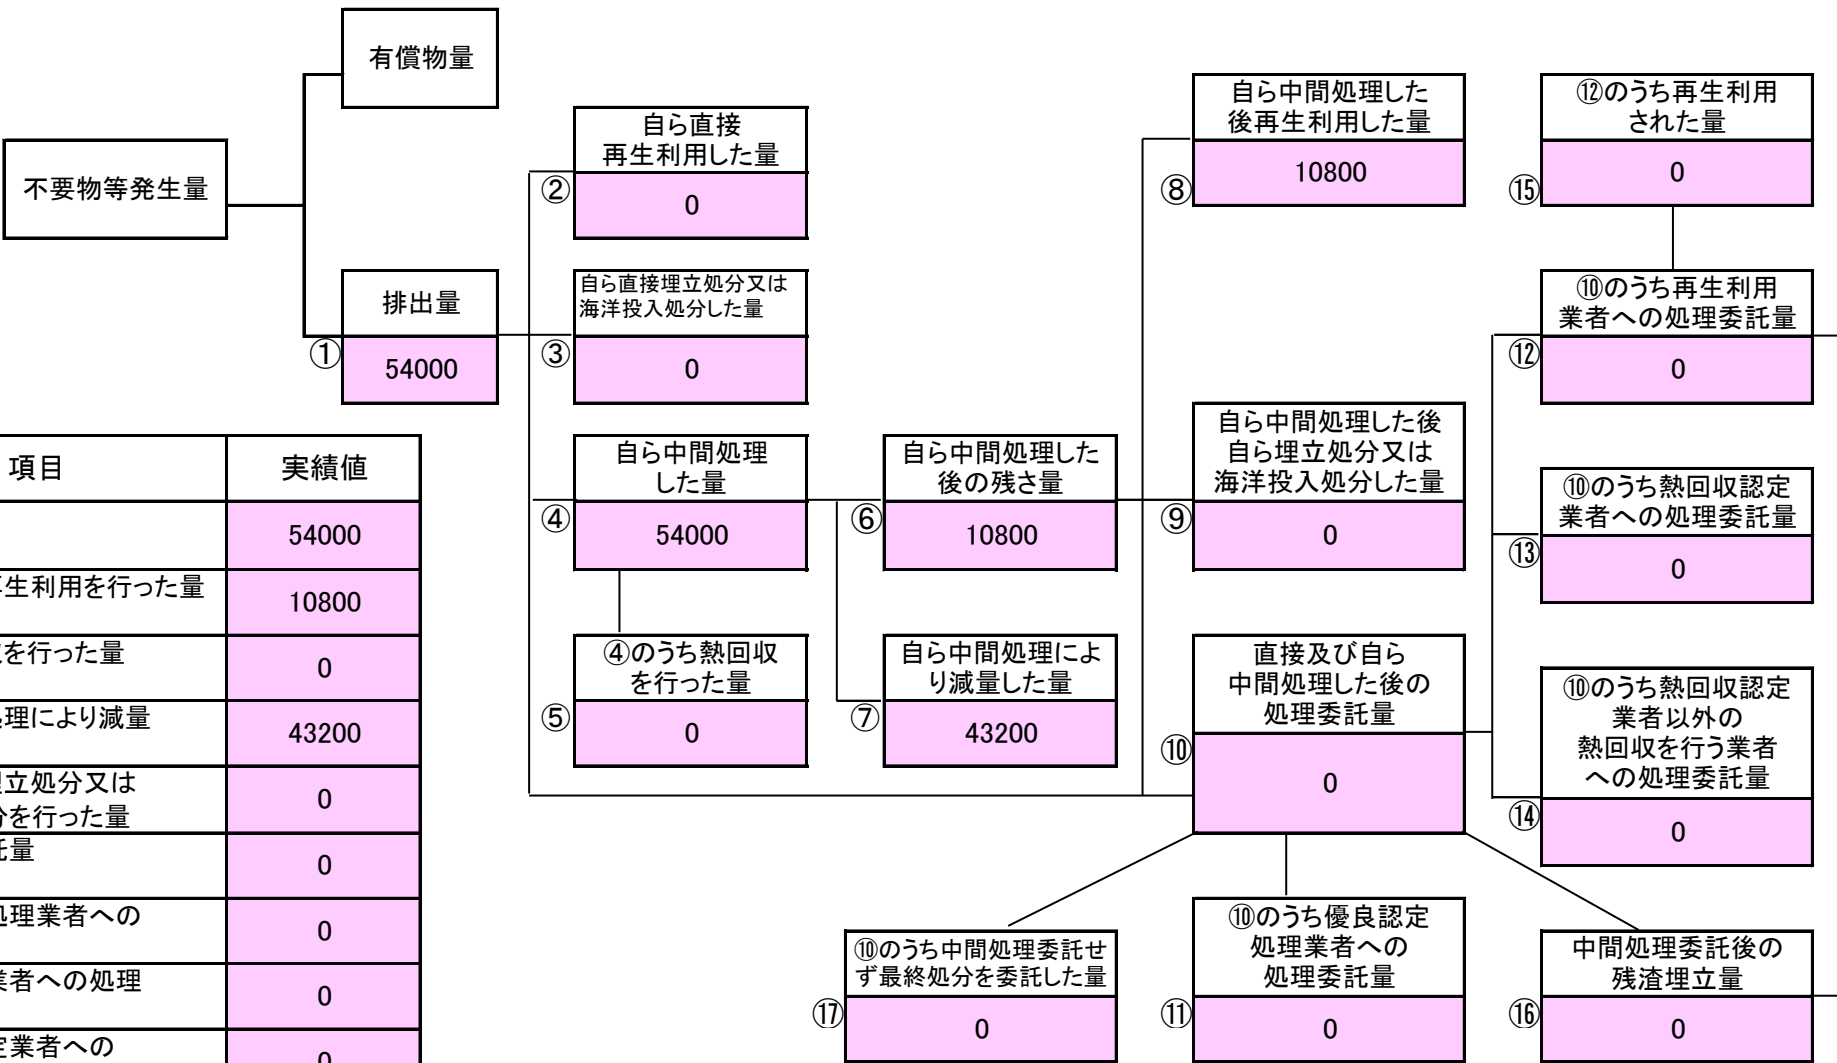 有償物量
不要物等発生量
排出量
①
54000
自ら直接
再生利用した量
②
0
自ら直接埋立処分又は
海洋投入処分した量
③
0
自ら中間処理
した量
④
54000
④のうち熱回収
を行った量
⑤
0
自ら中間処理した
後の残さ量
⑥
10800
自ら中間処理によ
り減量した量
⑦
43200
自ら中間処理した
後再生利用した量
⑧
10800
自ら中間処理した後
自ら埋立処分又は
海洋投入処分した量
⑨
0
直接及び自ら
中間処理した後の
処理委託量
⑩
0
⑫のうち再生利用
された量
⑮
0
⑩のうち再生利用
業者への処理委託量
⑫
0
⑩のうち熱回収認定
業者への処理委託量
⑬
0
⑩のうち熱回収認定
業者以外の
熱回収を行う業者
への処理委託量
⑭
0
⑩のうち中間処理委託せ
ず最終処分を委託した量
⑰
0
⑩のうち優良認定
処理業者への
処理委託量
⑪
0
中間処理委託後の
残渣埋立量
⑯
0
項目 実績値
54000
生利用を行った量 10800
を行った量 0
理により減量 43200
立処分又は
を行った量 0
量 0
処理業者への 0
業者への処理 0
業者への 0